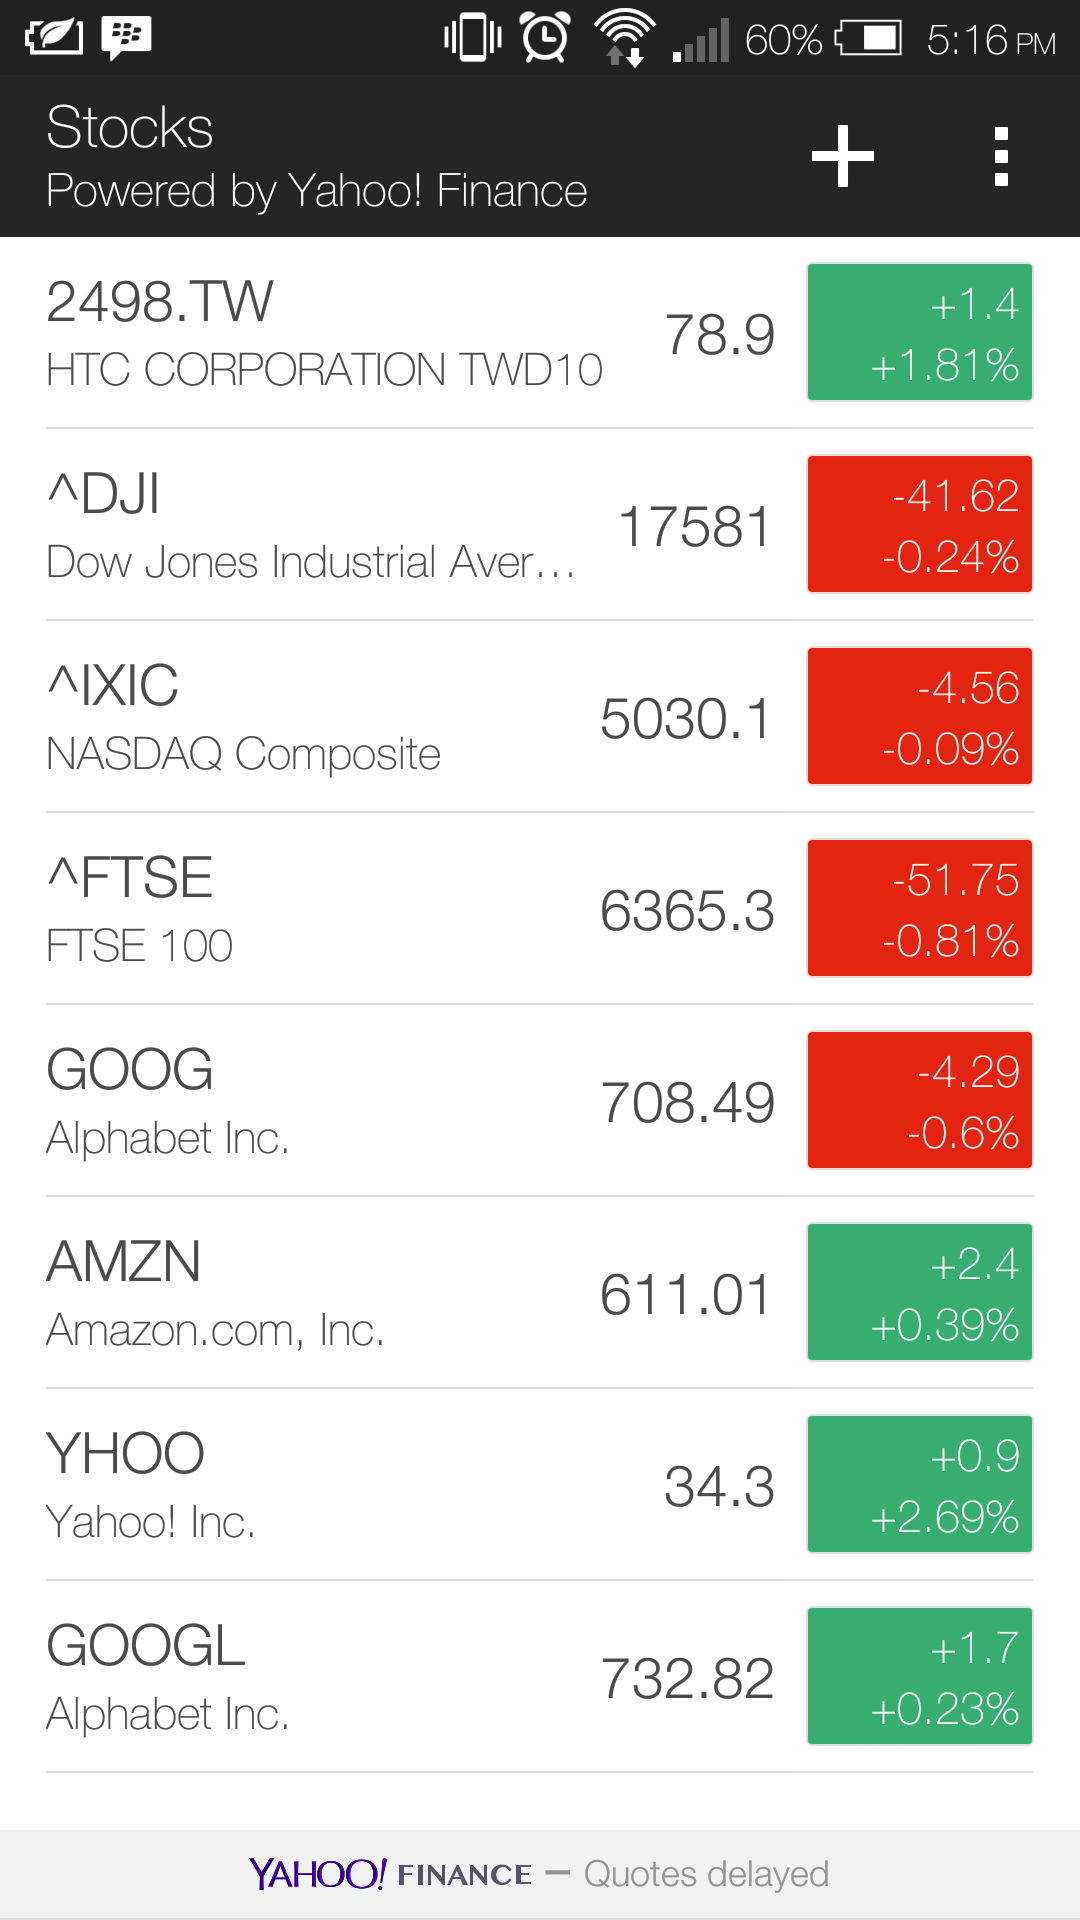 60% 5:16 PM
Stocks
Powered by Yahoo! Finance
2498.TW
HTC CORPORATION TWD10
78.9
+1.4
+1.81%
^DJI
Dow Jones Industrial Aver...
17581
-41.62
-0.24%
^IXIC
NASDAQ Composite
5030.1
-4.56
-0.09%
^FTSE
FTSE 100
6365.3
-51.75
-0.81%
GOOG
Alphabet Inc.
708.49
-4.29
-0.6%
AMZN
Amazon.com, Inc.
611.01
+2.4
+0.39%
YHOO
Yahoo! Inc.
34.3
+0.9
+2.69%
GOOGL
Alphabet Inc.
732.82
+1.7
+0.23%
YAHOO! FINANCE – Quotes delayed